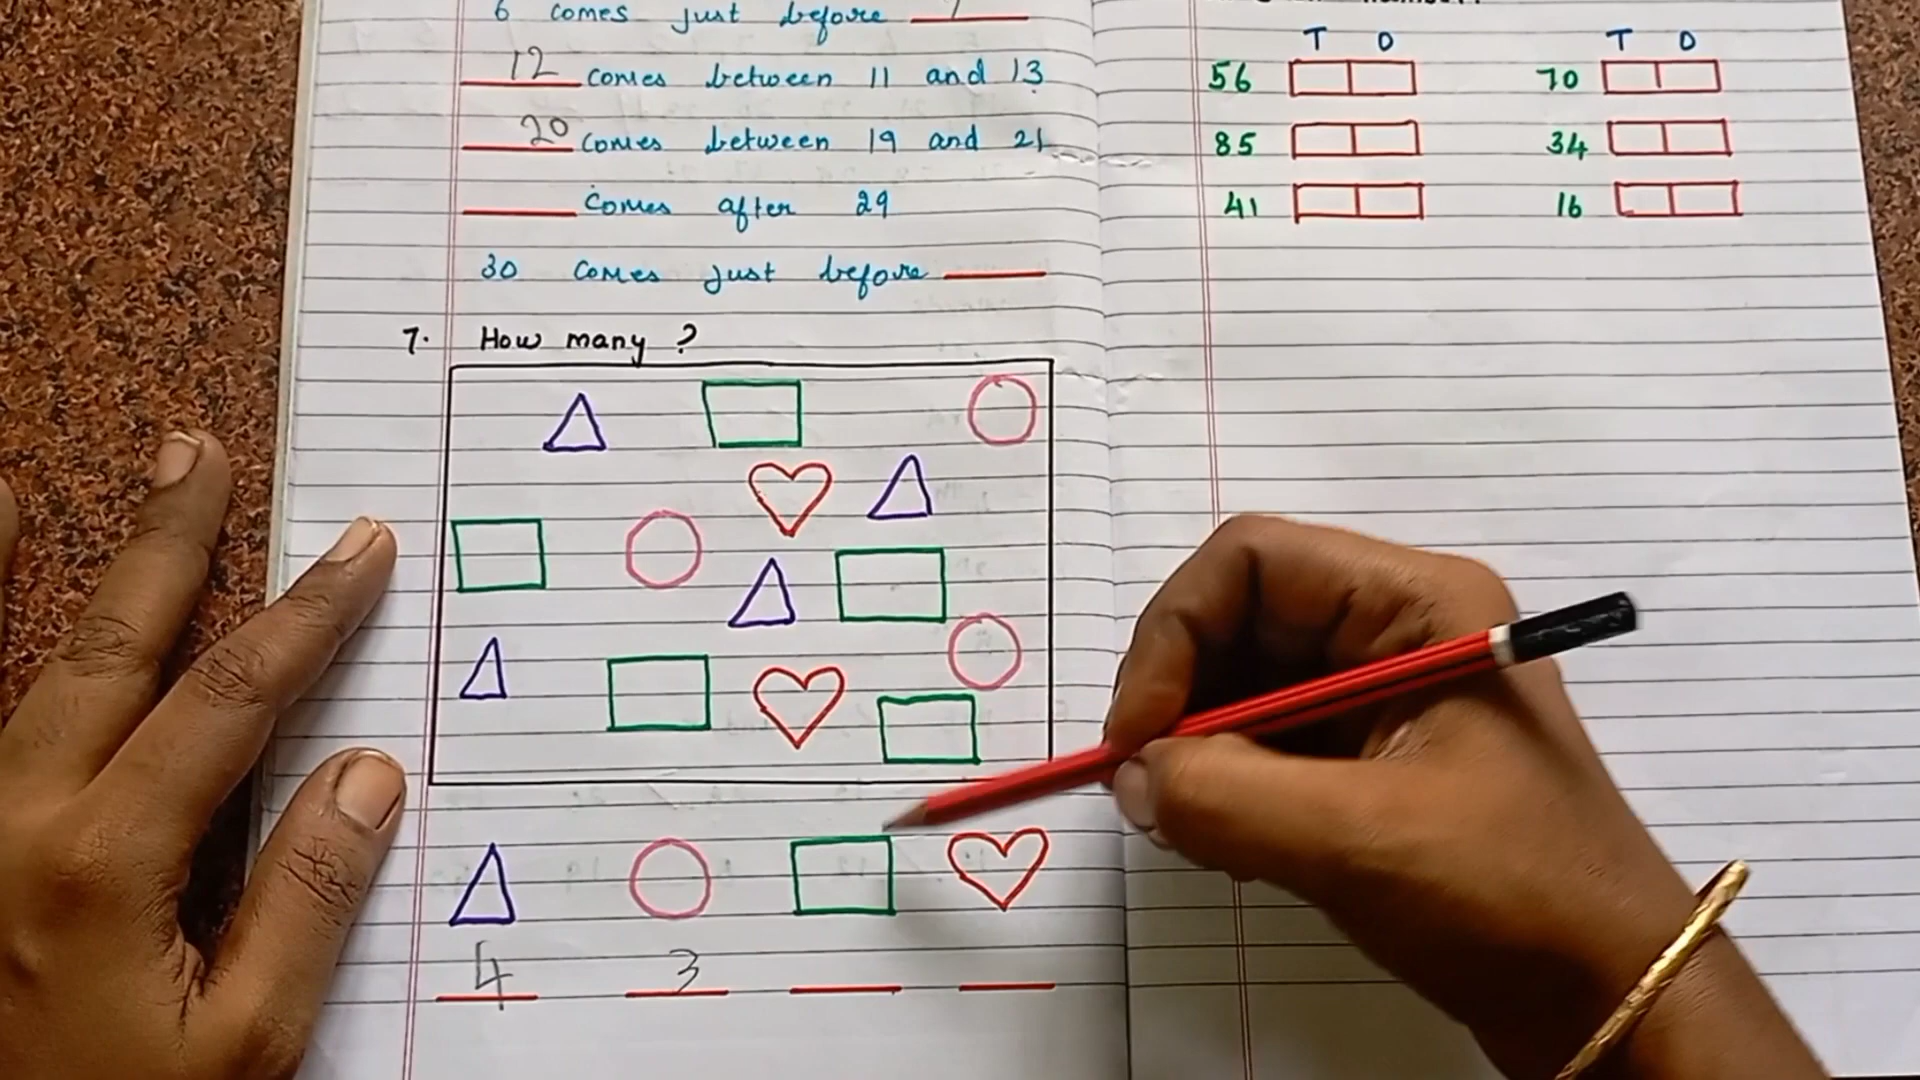 6 comes just before
12 comes between 11 and 13
20 comes between 19 and 21
comes after 29
30 comes just before
7. How many ?
4 3
T O T O
56 70
85 34
41 16